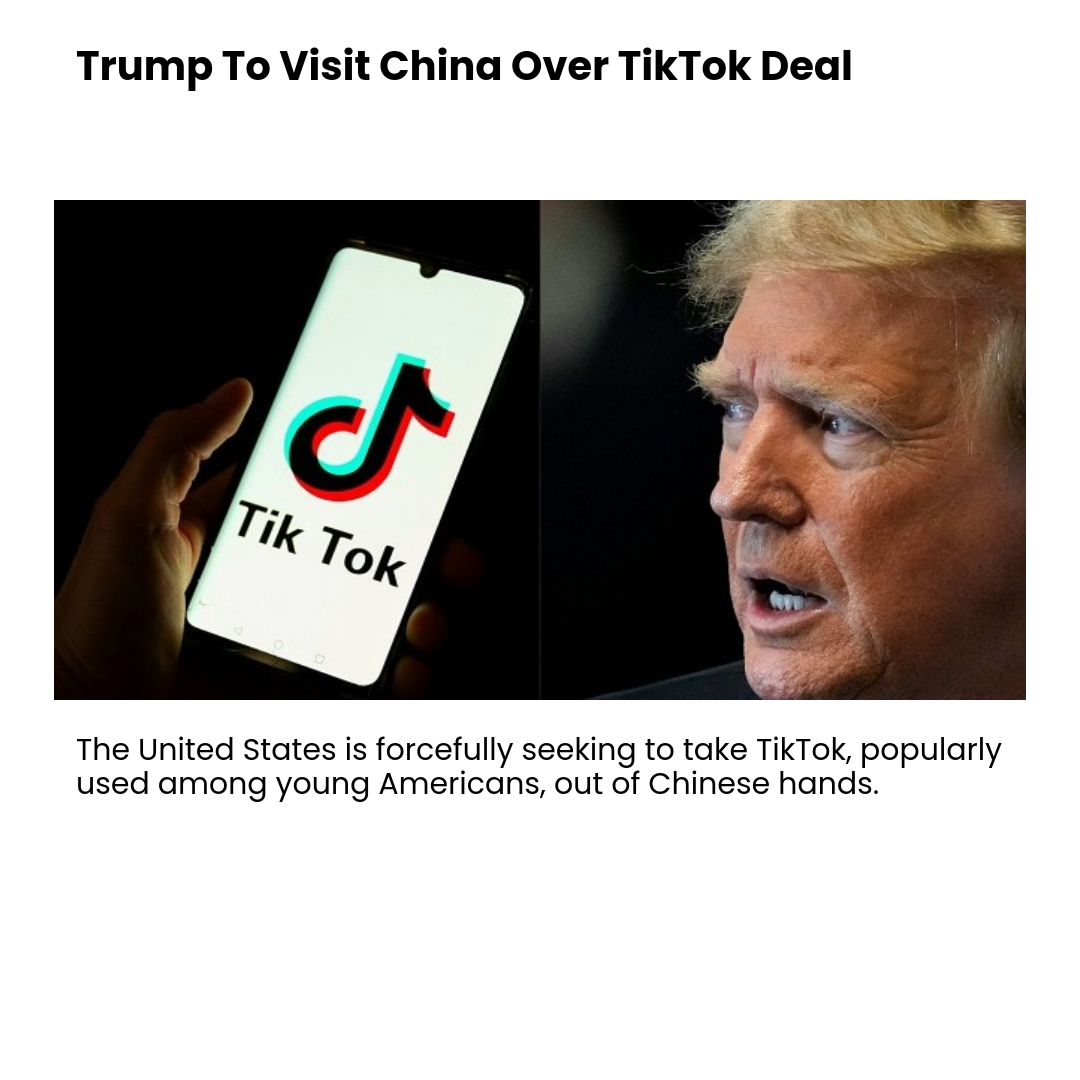 Trump To Visit China Over TikTok Deal
Tik Tok
The United States is forcefully seeking to take TikTok, popularly
used among young Americans, out of Chinese hands.